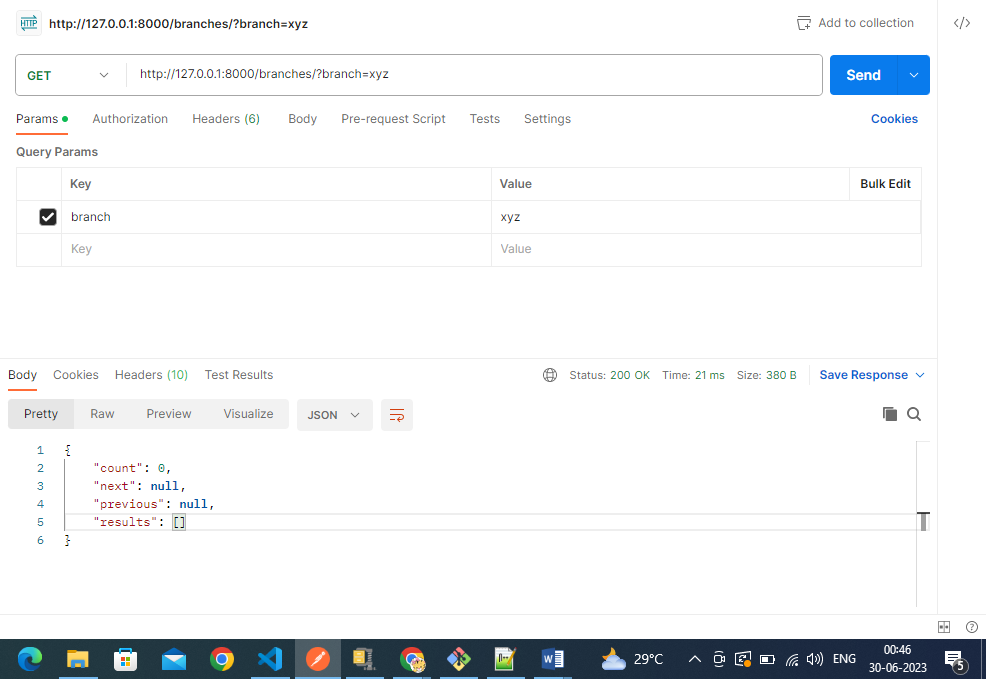 HTTP http://127.0.0.1:8000/branches/?branch=xyz Add to collection </>
GET http://127.0.0.1:8000/branches/?branch=xyz Send
Params Authorization Headers (6) Body Pre-request Script Tests Settings Cookies
Query Params
Key Value Bulk Edit
branch xyz
Key Value
Body Cookies Headers (10) Test Results Status: 200 OK Time: 21 ms Size: 380 B Save Response
Pretty Raw Preview Visualize JSON
1 {
2 "count": 0,
3 "next": null,
4 "previous": null,
5 "results": []
6 }
29°C ENG 00:46 5
30-06-2023